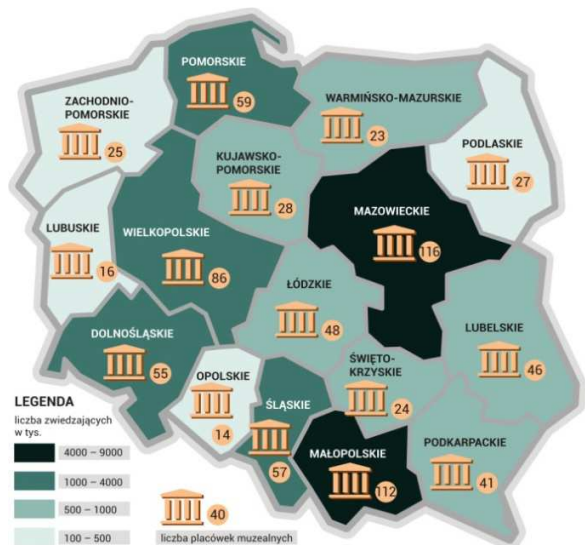 POMORSKIE
59
ZACHODNIO-
POMORSKIE
25
WARMIŃSKO-MAZURSKIE
23
PODLASKIE
27
KUJAWSKO-
POMORSKIE
28
MAZOWIECKIE
116
LUBUSKIE
16
WIELKOPOLSKIE
86
ŁÓDZKIE
48
LUBELSKIE
46
DOLNOŚLĄSKIE
55
OPOLSKIE
14
ŚLĄSKIE
57
ŚWIĘTO-
KRZYSKIE
24
MAŁOPOLSKIE
112
PODKARPACKIE
41
LEGENDA
liczba zwiedzających
w tys.
4000 – 9000
1000 – 4000
500 – 1000
100 – 500
40
liczba placówek muzealnych